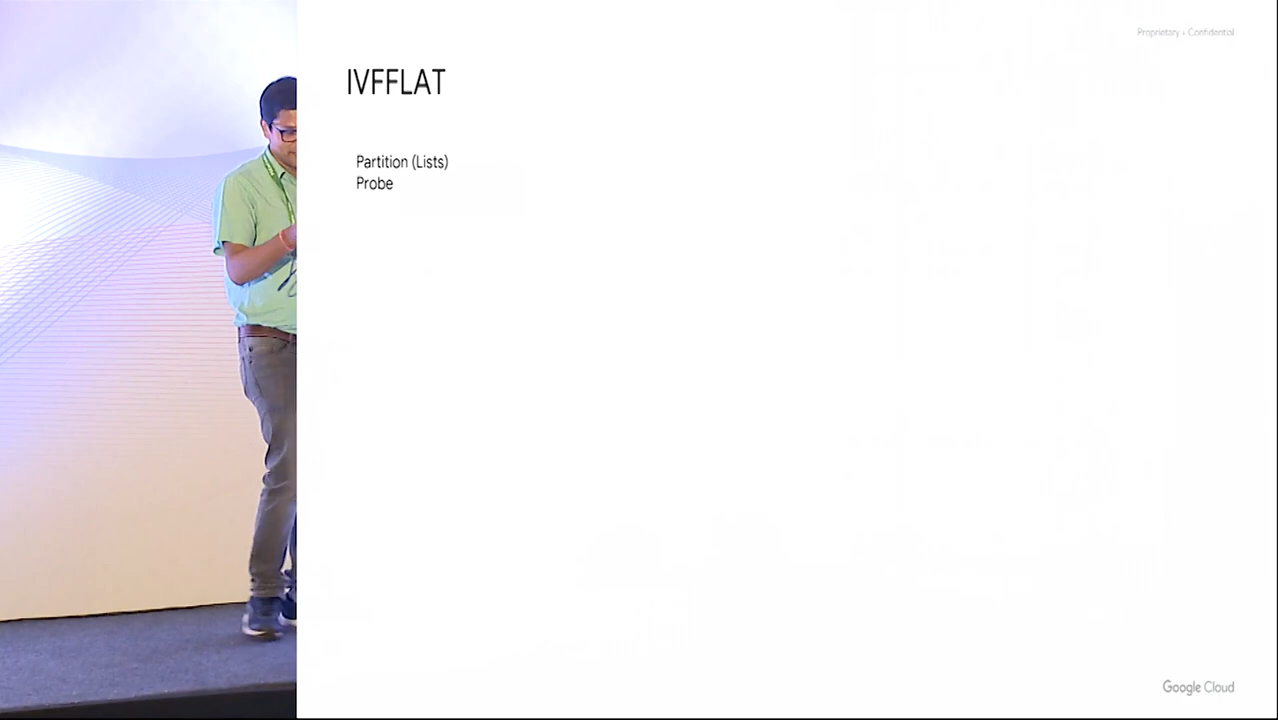 Proprietary + Confidential
IVFFLAT
Partition (Lists)
Probe
Google Cloud